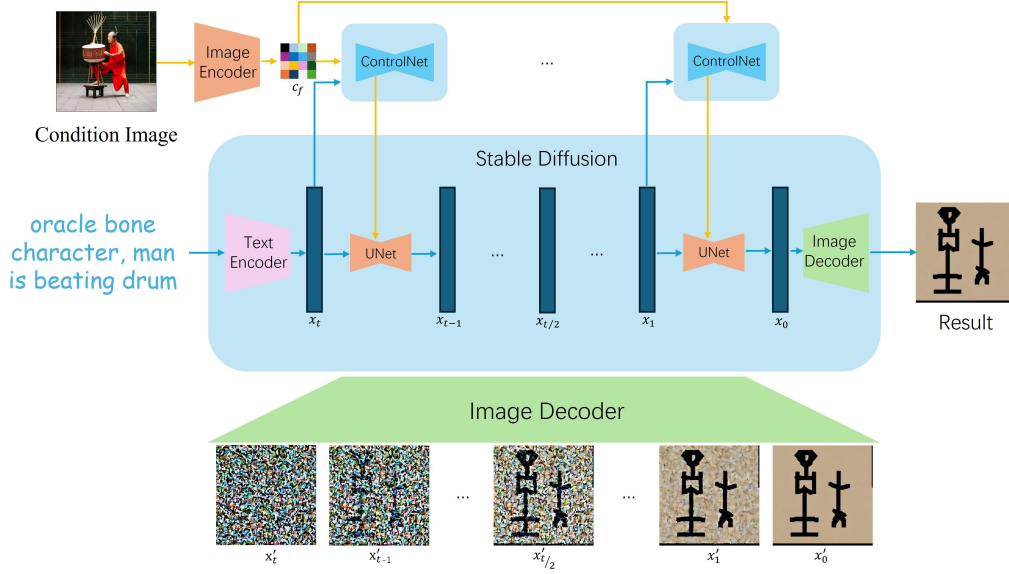 Image
Encoder
c_f
ControlNet
...
ControlNet
Condition Image
Stable Diffusion
oracle bone
character, man
is beating drum
Text
Encoder
UNet
...
...
UNet
Image
Decoder
x_t
x_{t-1}
x_{t/2}
x_1
x_0
Result
Image Decoder
...
...
x'_t
x'_{t-1}
x'_{t/2}
x'_1
x'_0